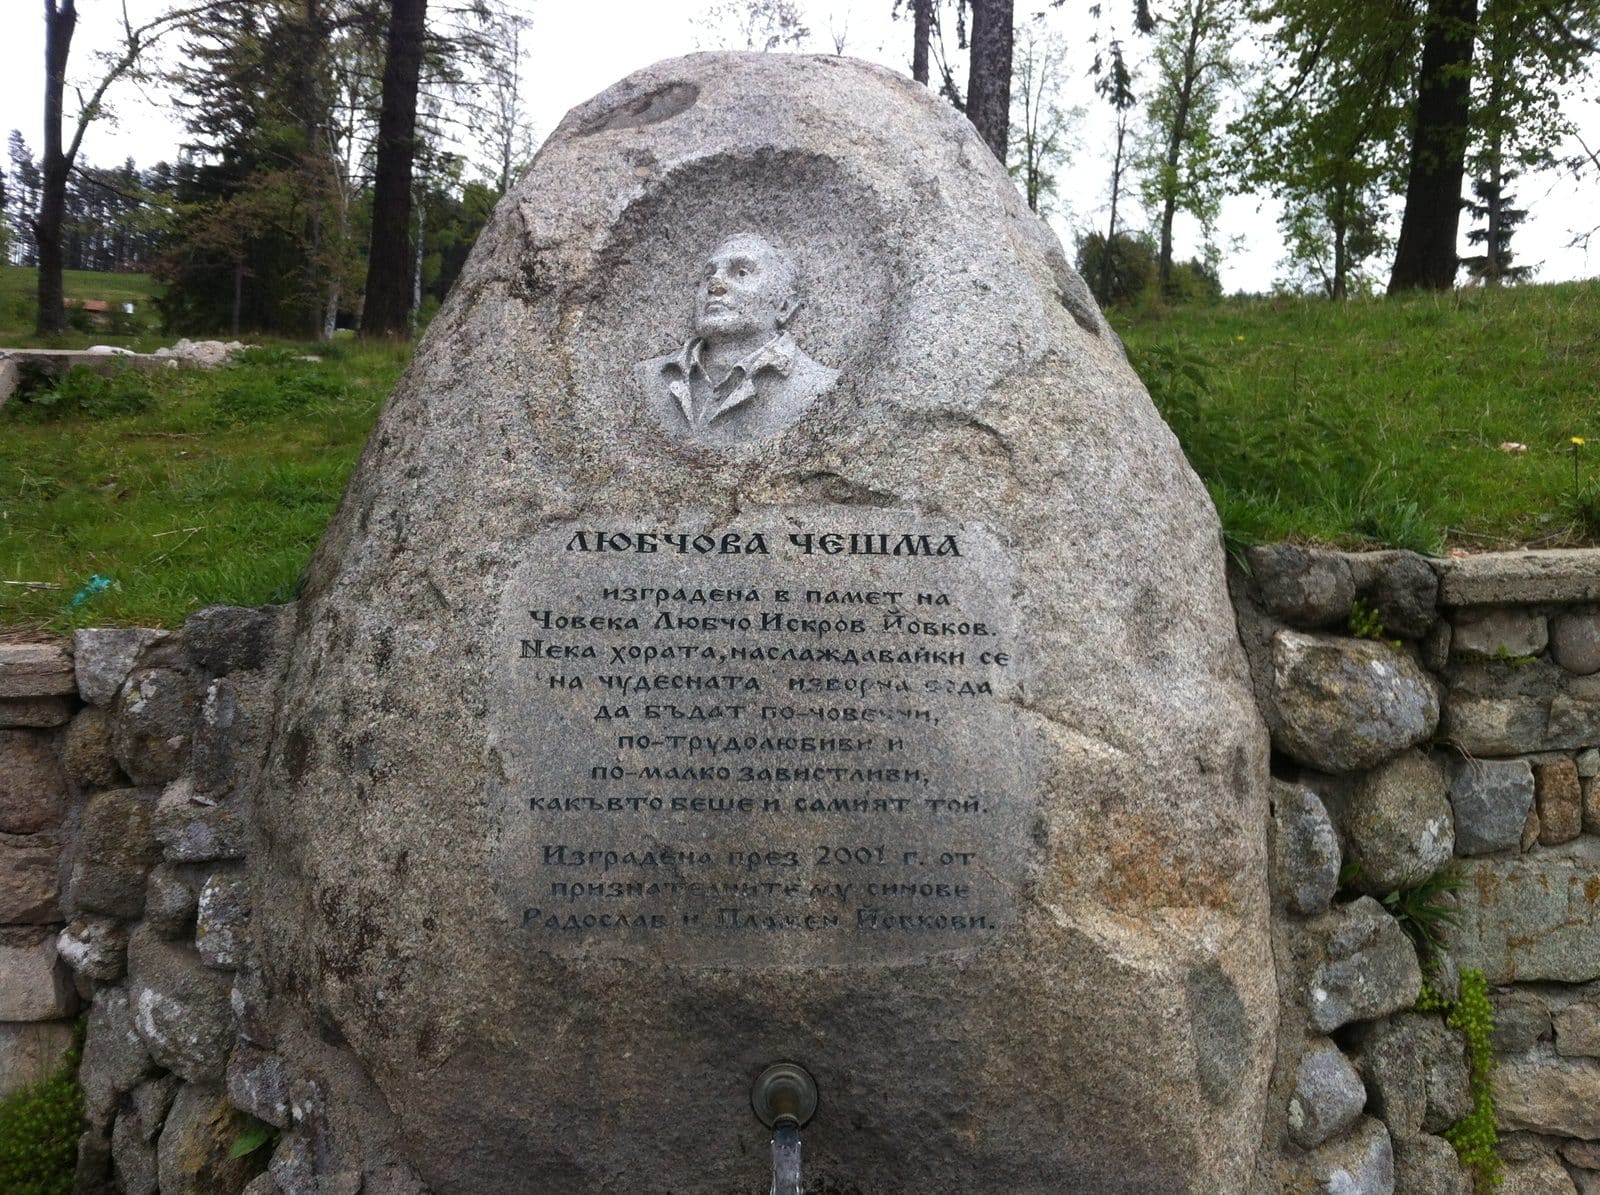 ЛЮБЧОВА ЧЕШМА
изградена в памет на
Човека Любчо Искров Йовков.
Нека хората, наслаждавайки се
на чудесната изворна вода
да бъдат по-човечни,
по-трудолюбиви и
по-малко завистливи,
какъвто беше и самият той.
Изградена през 2001 г. от
признателните му синове
Радослав и Пламен Йовкови.